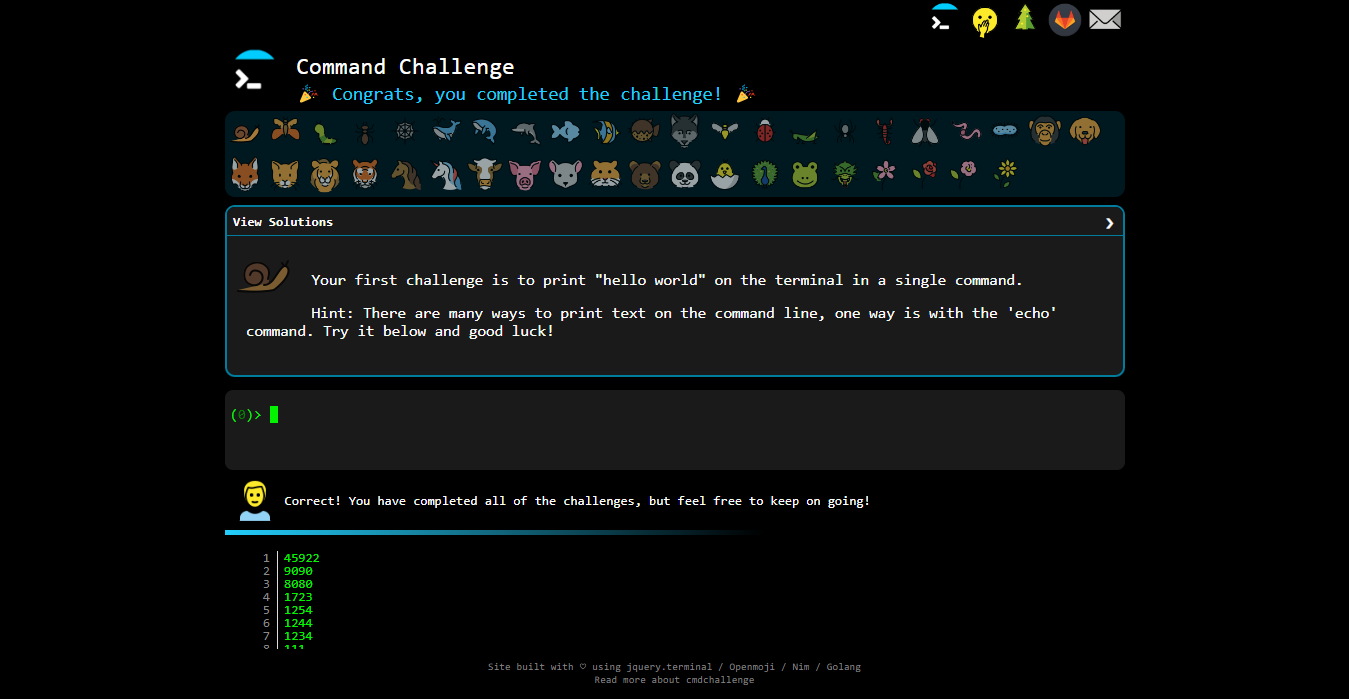 Command Challenge
🎉 Congrats, you completed the challenge! 🎉
View Solutions ❯
Your first challenge is to print "hello world" on the terminal in a single command.
Hint: There are many ways to print text on the command line, one way is with the 'echo'
command. Try it below and good luck!
(0)>
Correct! You have completed all of the challenges, but feel free to keep on going!
1 45922
2 9090
3 8080
4 1723
5 1254
6 1244
7 1234
8 111
Site built with ♡ using jquery.terminal / Openmoji / Nim / Golang
Read more about cmdchallenge